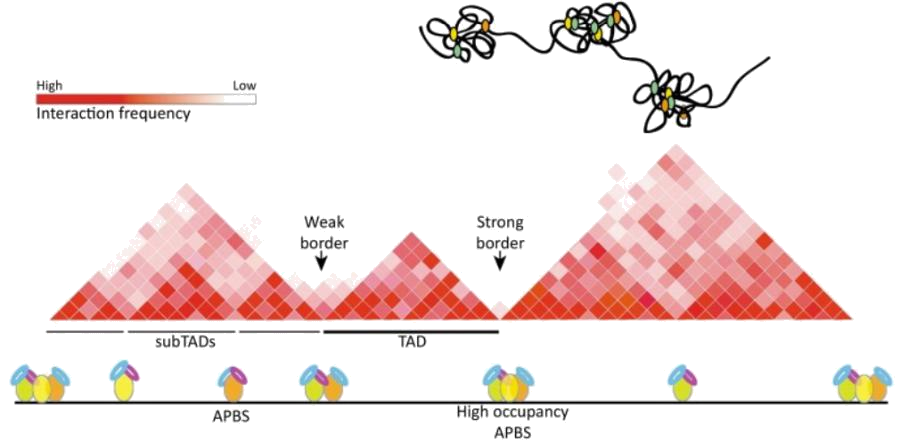 High Low
Interaction frequency
Weak
border
Strong
border
subTADs
TAD
APBS
High occupancy
APBS